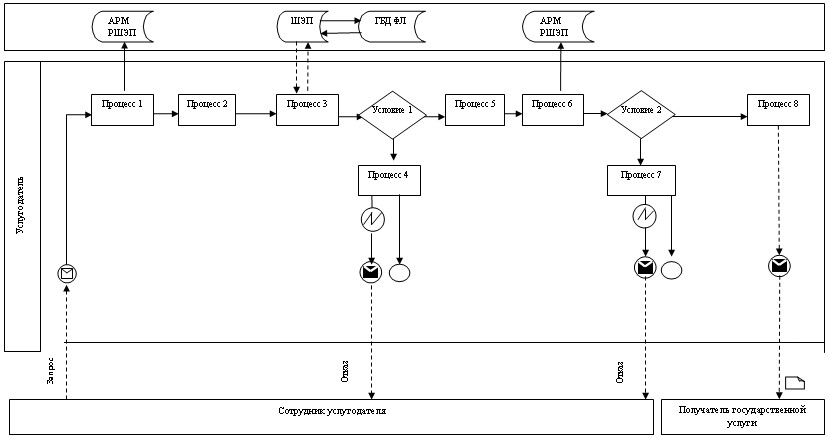 АРМ
РШЭП
ШЭП
ГБД ФЛ
АРМ
РШЭП
Процесс 1
Процесс 2
Процесс 3
Условие 1
Процесс 5
Процесс 6
Условие 2
Процесс 8
Процесс 4
Процесс 7
Услугодатель
Запрос
Отказ
Отказ
Сотрудник услугодателя
Получатель государственной
услуги